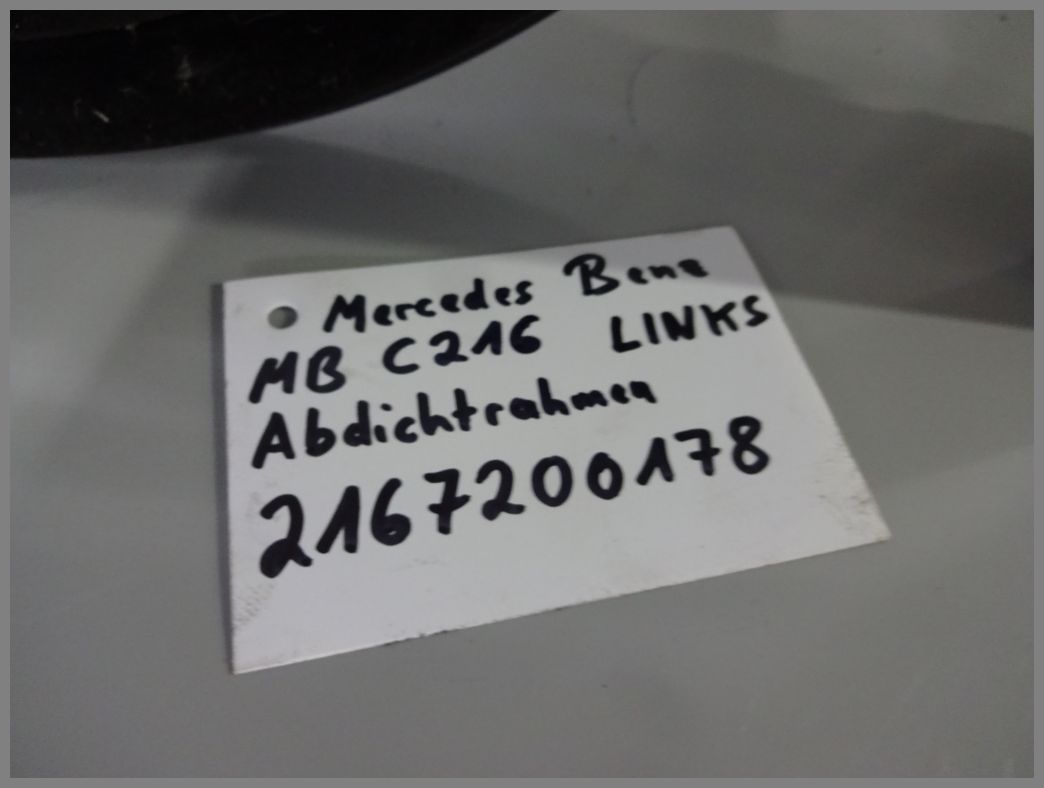 Mercedes Benz
MB C216 LINKS
Abdichtrahmen
2167200178